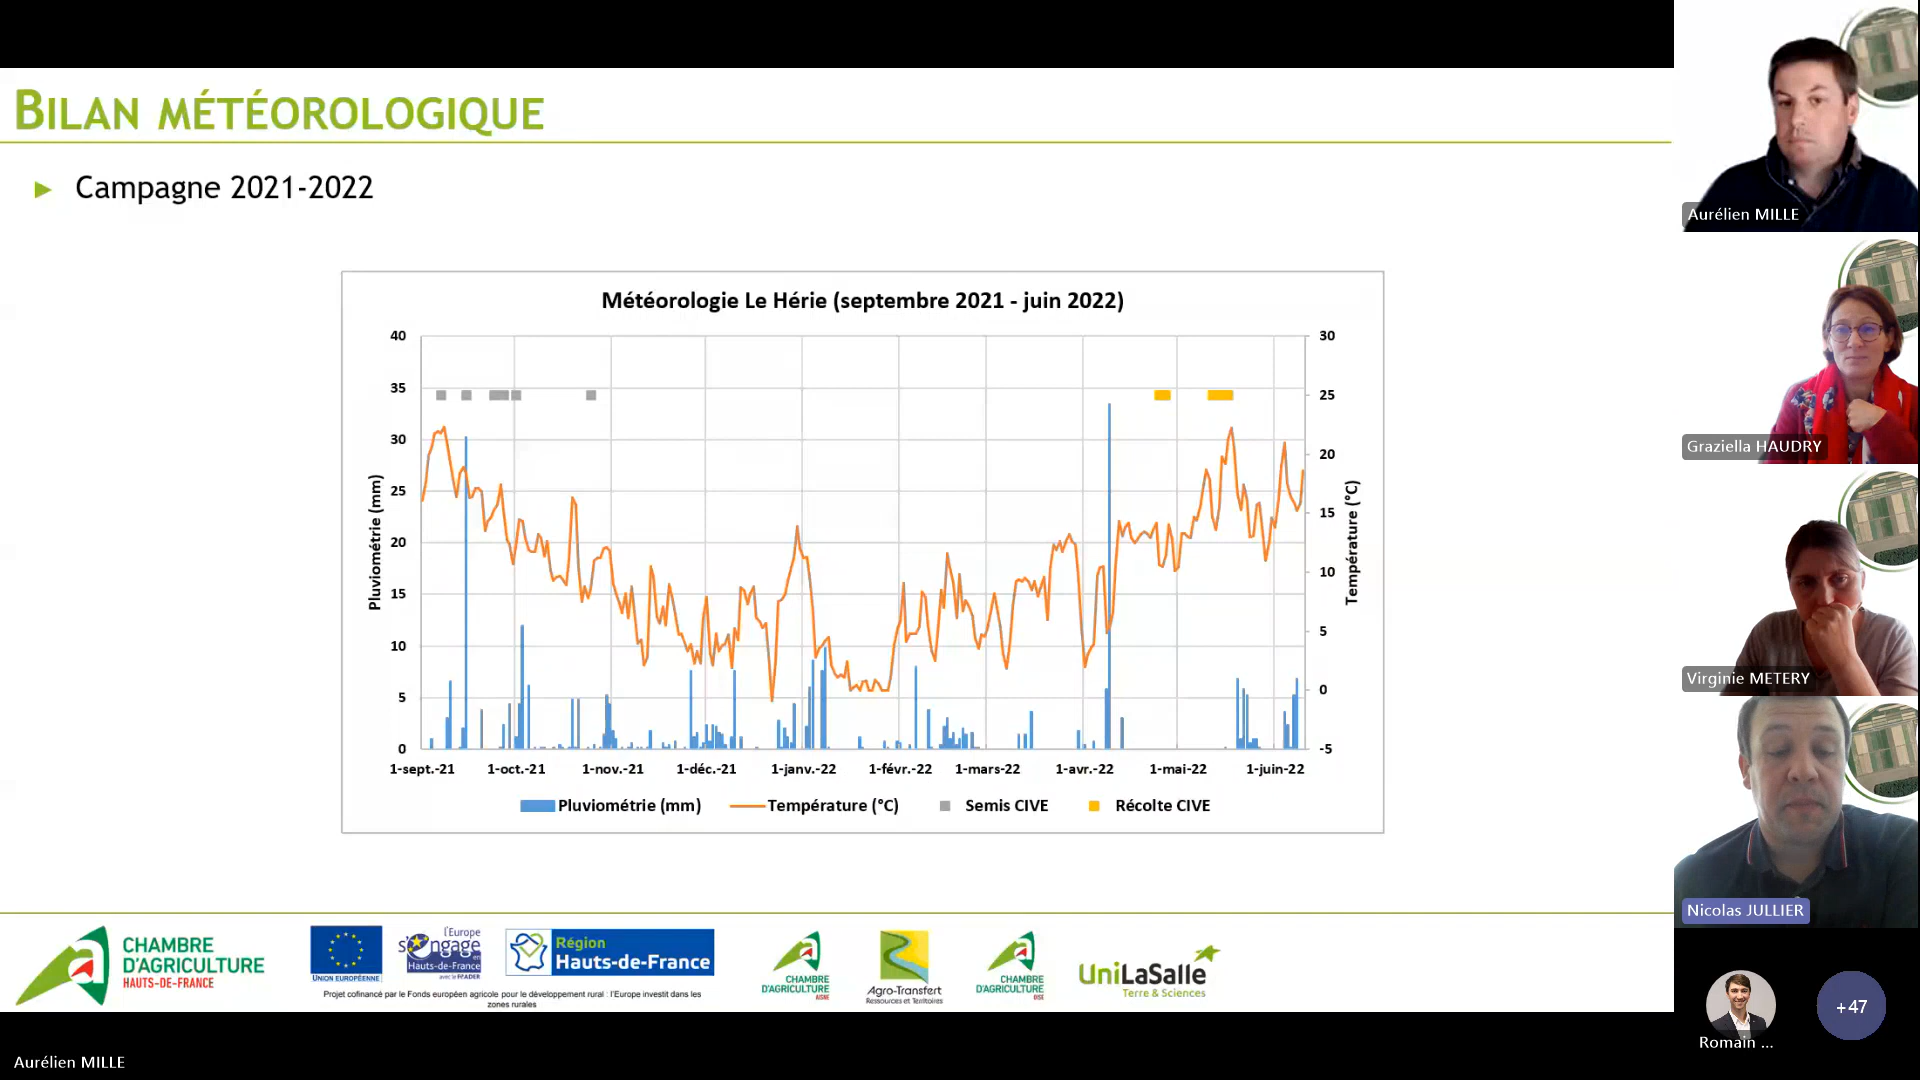 BILAN MÉTÉOROLOGIQUE
Campagne 2021-2022
Météorologie Le Hérie (septembre 2021 - juin 2022)
40
35
30
25
20
15
10
5
0
Pluviométrie (mm)
30
25
20
15
10
5
0
-5
Température (°C)
1-sept.-21
1-oct.-21
1-nov.-21
1-déc.-21
1-janv.-22
1-févr.-22
1-mars-22
1-avr.-22
1-mai-22
1-juin-22
Pluviométrie (mm)
Température (°C)
Semis CIVE
Récolte CIVE
CHAMBRE
D'AGRICULTURE
HAUTS-DE-FRANCE
UNION EUROPÉENNE
l'Europe
s'engage
en
Hauts-de-France
avec le FEADER
Région
Hauts-de-France
Projet cofinancé par le Fonds européen agricole pour le développement rural : l'Europe investit dans les
zones rurales
CHAMBRE
D'AGRICULTURE
AISNE
Agro-Transfert
Ressources et Territoires
CHAMBRE
D'AGRICULTURE
OISE
UniLaSalle
Terre & Sciences
Aurélien MILLE
Graziella HAUDRY
Virginie METERY
Nicolas JULLIER
Romain ...
+47
Aurélien MILLE